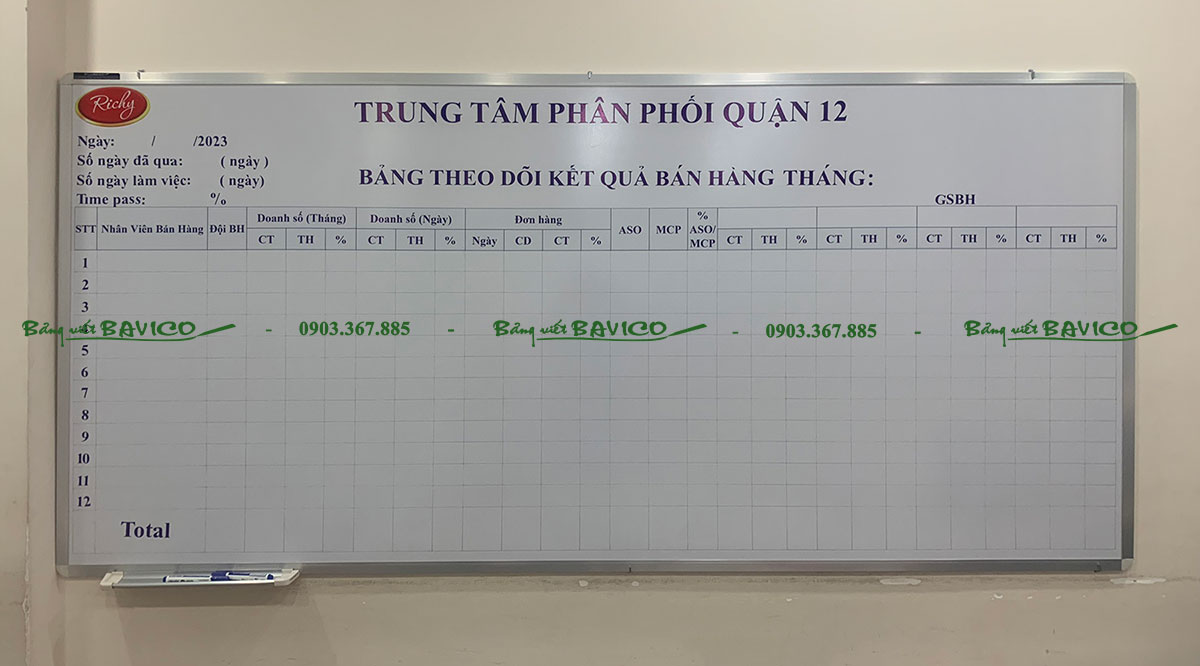 Richy
TRUNG TÂM PHÂN PHỐI QUẬN 12
Ngày: / /2023
Số ngày đã qua: ( ngày )
Số ngày làm việc: ( ngày)
BẢNG THEO DÕI KẾT QUẢ BÁN HÀNG THÁNG:
Time pass: %
GSBH
STT Nhân Viên Bán Hàng Đội BH Doanh số (Tháng) Doanh số (Ngày) Đơn hàng ASO MCP % ASO/ MCP
CT TH % CT TH % Ngày CD CT % CT TH % CT TH % CT TH % CT TH %
1
2
3
Bảng viết BAVICO - 0903.367.885 - Bảng viết BAVICO - 0903.367.885 - Bảng viết BAVICO
5
6
7
8
9
10
11
12
Total